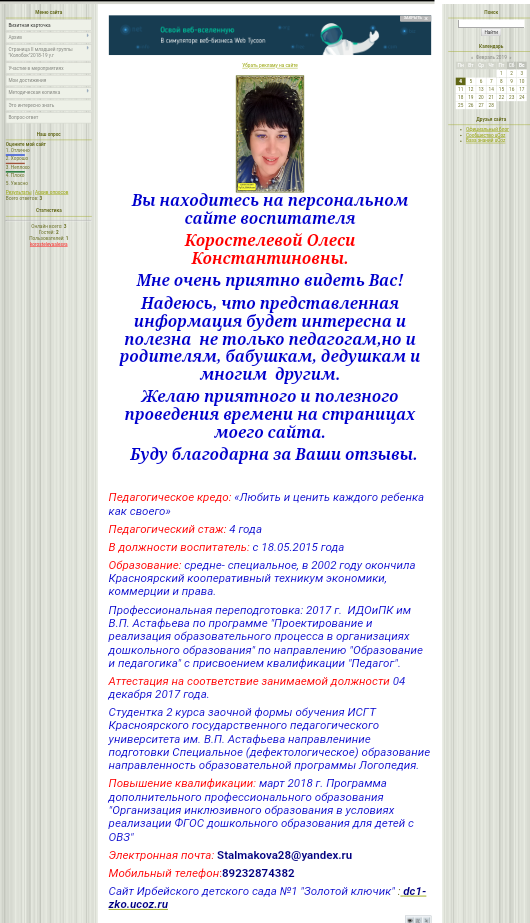 Меню сайта
Визитная карточка
Архив
Страница II младшей группы
"Колобок"2018-19 у.г
Участие в мероприятиях
Мои достижения
Методическая копилка
Это интересно знать
Вопрос-ответ
Наш опрос
Оцените мой сайт
1. Отлично
2. Хорошо
3. Неплохо
4. Плохо
5. Ужасно
Результаты | Архив опросов
Всего ответов: 3
Статистика
Онлайн всего: 3
Гостей: 2
Пользователей: 1
Освой веб-вселенную
В симуляторе веб-бизнеса Web Tycoon
Убрать рекламу на сайте
Вы находитесь на персональном
сайте воспитателя
Коростелевой Олеси
Константиновны.
Мне очень приятно видеть Вас!
Надеюсь, что представленная
информация будет интересна и
полезна не только педагогам,но и
родителям, бабушкам, дедушкам и
многим другим.
Желаю приятного и полезного
проведения времени на страницах
моего сайта.
Буду благодарна за Ваши отзывы.
Педагогическое кредо: «Любить и ценить каждого ребенка
как своего»
Педагогический стаж: 4 года
В должности воспитатель: с 18.05.2015 года
Образование: средне- специальное, в 2002 году окончила
Красноярский кооперативный техникум экономики,
коммерции и права.
Профессиональная переподготовка: 2017 г. ИДОиПК им
В.П. Астафьева по программе "Проектирование и
реализация образовательного процесса в организациях
дошкольного образования" по направлению "Образование
и педагогика" с присвоением квалификации "Педагог".
Аттестация на соответствие занимаемой должности 04
декабря 2017 года.
Студентка 2 курса заочной формы обучения ИСГТ
Красноярского государственного педагогического
университета им. В.П. Астафьева направлениние
подготовки Специальное (дефектологическое) образование
направленность образовательной программы Логопедия.
Повышение квалификации: март 2018 г. Программа
дополнительного профессионального образования
"Организация инклюзивного образования в условиях
реализации ФГОС дошкольного образования для детей с
ОВЗ"
Электронная почта: Stalmakova28@yandex.ru
Мобильный телефон:89232874382
Сайт Ирбейского детского сада №1 "Золотой ключик" : dc1-
zko.ucoz.ru
Поиск
Найти
Календарь
« Февраль 2019 »
Пн Вт Ср Чт Пт Сб Вс
1 2 3
4 5 6 7 8 9 10
11 12 13 14 15 16 17
18 19 20 21 22 23 24
25 26 27 28
Друзья сайта
Официальный блог
Сообщество uCoz
База знаний uCoz